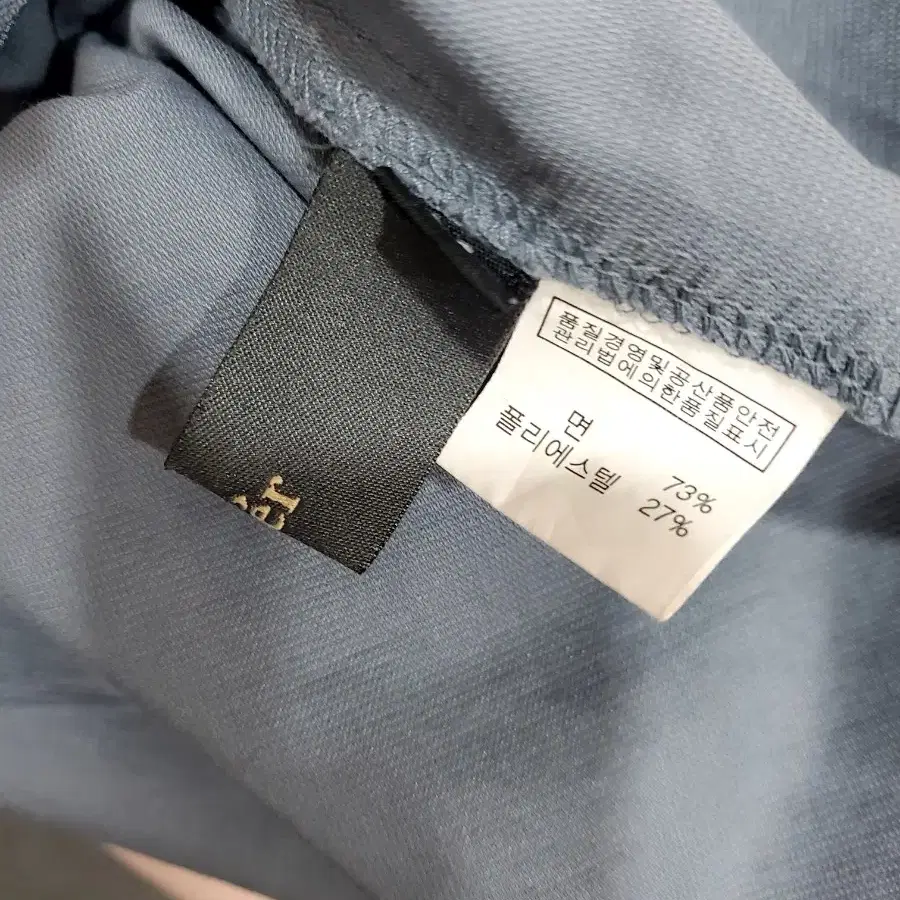 품질경영및공산품안전
관리법에의한품질표시
면 73%
폴리에스텔 27%